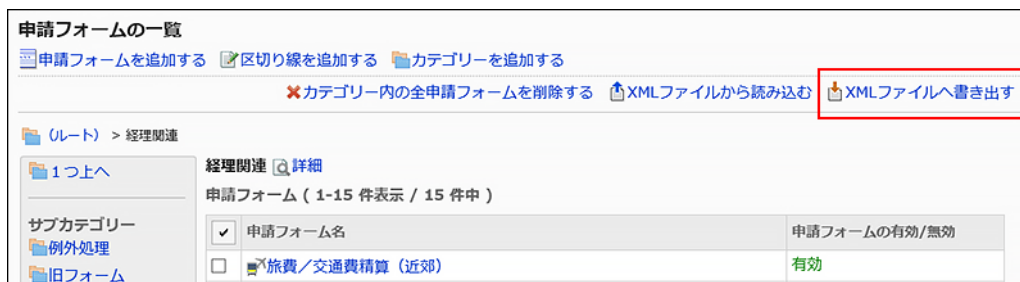 申請フォームの一覧
申請フォームを追加する 区切り線を追加する カテゴリーを追加する
カテゴリー内の全申請フォームを削除する XMLファイルから読み込む XMLファイルへ書き出す
(ルート) > 経理関連
1つ上へ
サブカテゴリー
例外処理
旧フォーム
経理関連 詳細
申請フォーム ( 1-15 件表示 / 15 件中 )
申請フォーム名 申請フォームの有効/無効
旅費/交通費精算(近郊) 有効